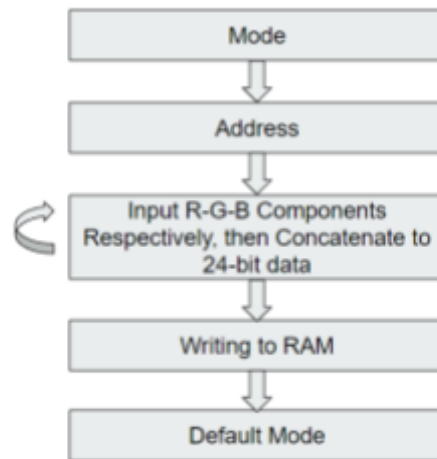 Mode
Address
Input R-G-B Components
Respectively, then Concatenate to
24-bit data
Writing to RAM
Default Mode